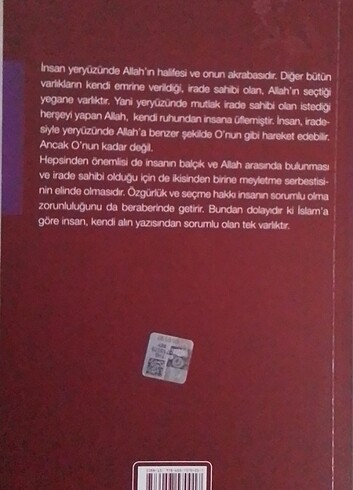 İnsan yeryüzünde Allah'ın halifesi ve onun akrabasıdır. Diğer bütün
varlıkların kendi emrine verildiği, irade sahibi olan, Allah'ın seçtiği
yegane varlıktır. Yani yeryüzünde mutlak irade sahibi olan istediği
herşeyi yapan Allah, kendi ruhundan insana üflemiştir. İnsan, irade-
siyle yeryüzünde Allah'a benzer şekilde O'nun gibi hareket edebilir.
Ancak O'nun kadar değil.
Hepsinden önemlisi de insanın balçık ve Allah arasında bulunması
ve irade sahibi olduğu için de ikisinden birine meyletme serbestisi-
nin elinde olmasıdır. Özgürlük ve seçme hakkı insanın sorumlu olma
zorunluluğunu da beraberinde getirir. Bundan dolayıdır ki İslam'a
göre insan, kendi alın yazısından sorumlu olan tek varlıktır.